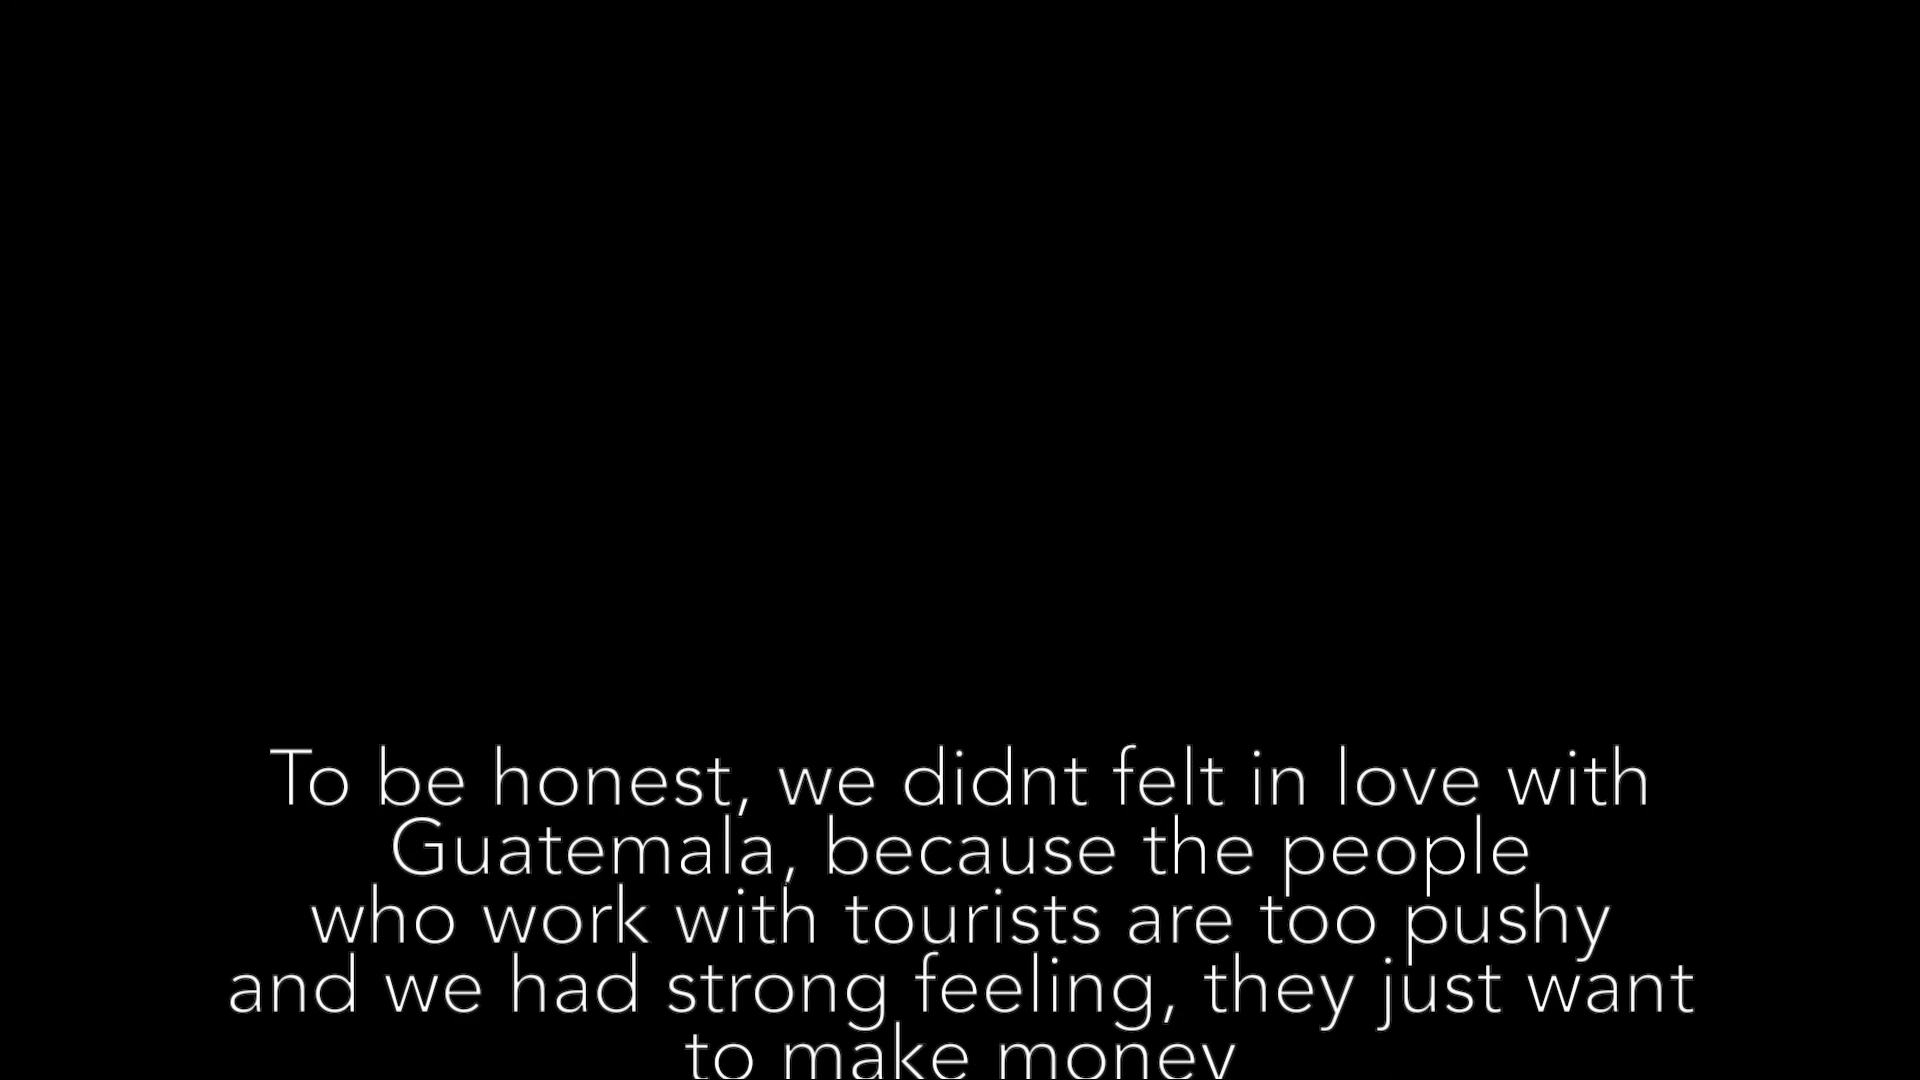 To be honest, we didnt felt in love with
Guatemala, because the people
who work with tourists are too pushy
and we had strong feeling, they just want
to make money